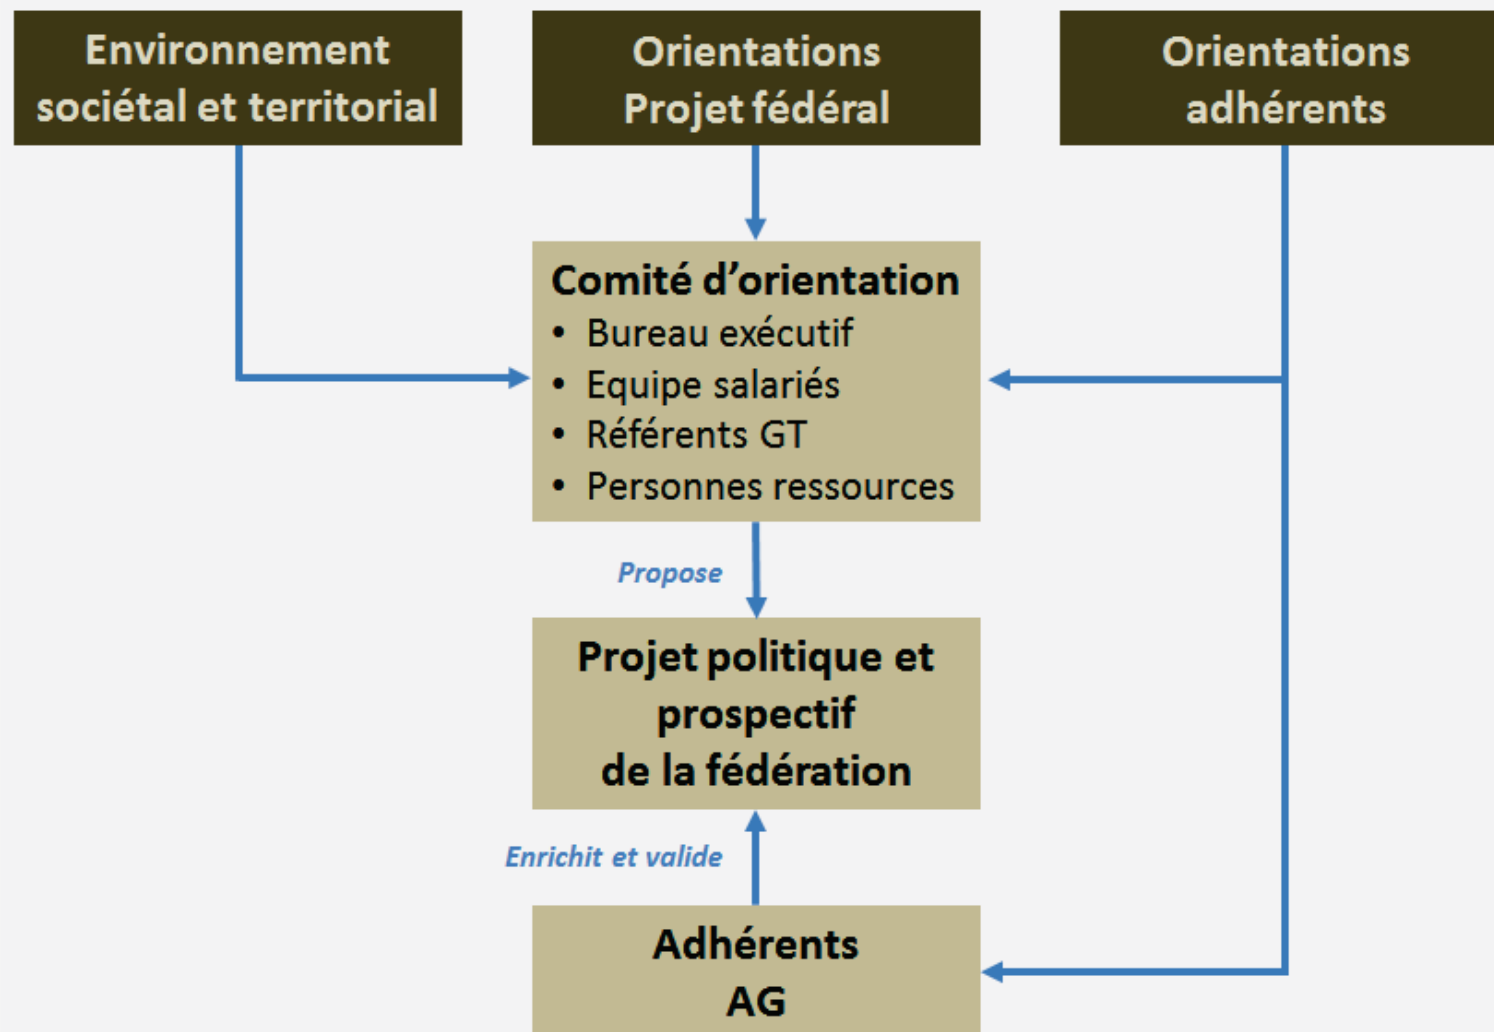 Environnement
sociétal et territorial
Orientations
Projet fédéral
Orientations
adhérents
Comité d’orientation
• Bureau exécutif
• Equipe salariés
• Référents GT
• Personnes ressources
Propose
Projet politique et
prospectif
de la fédération
Enrichit et valide
Adhérents
AG